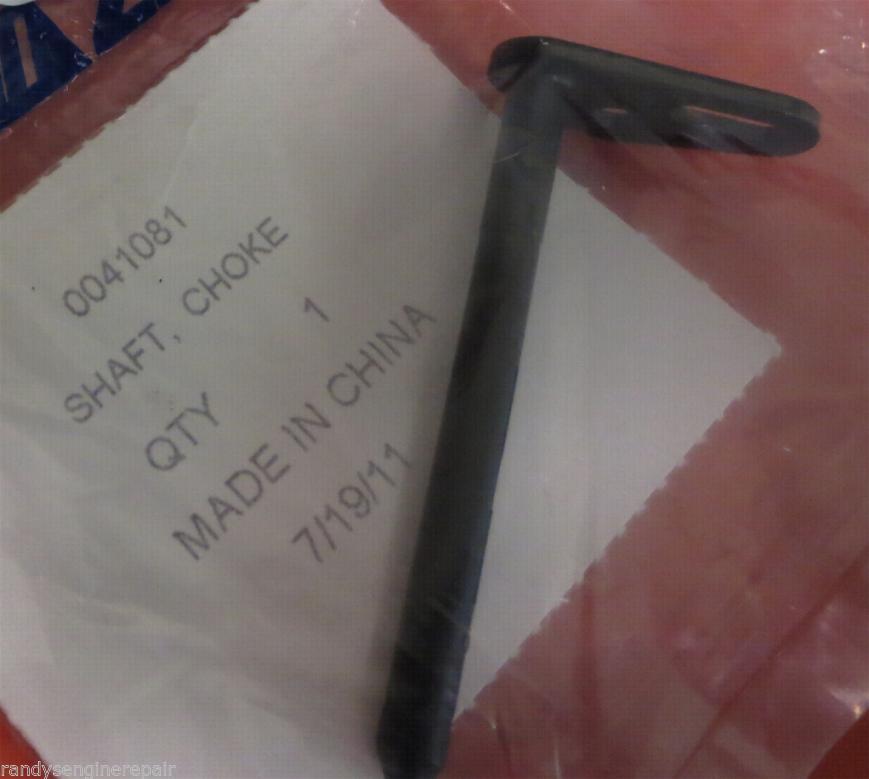 0041081
SHAFT, CHOKE
QTY 1
MADE IN CHINA
7/19/11
randysenginerepair